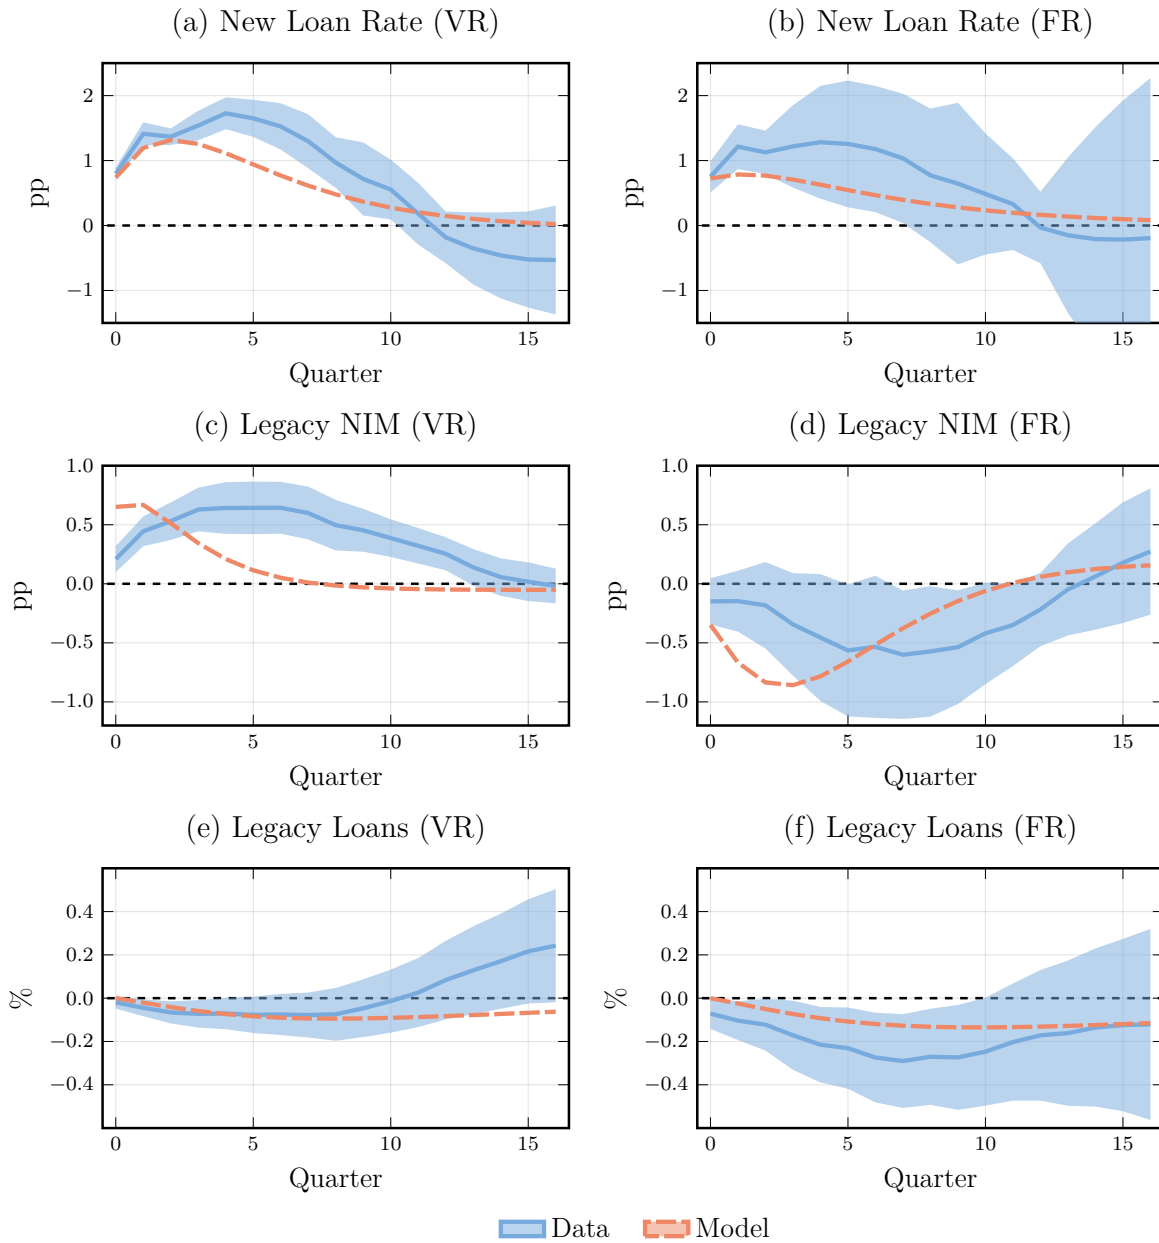 (a) New Loan Rate (VR)
2
1
0
−1
pp
0 5 10 15
Quarter
(b) New Loan Rate (FR)
2
1
0
−1
pp
0 5 10 15
Quarter
(c) Legacy NIM (VR)
1.0
0.5
0.0
−0.5
−1.0
pp
0 5 10 15
Quarter
(d) Legacy NIM (FR)
1.0
0.5
0.0
−0.5
−1.0
pp
0 5 10 15
Quarter
(e) Legacy Loans (VR)
0.4
0.2
0.0
−0.2
−0.4
%
0 5 10 15
Quarter
(f) Legacy Loans (FR)
0.4
0.2
0.0
−0.2
−0.4
%
0 5 10 15
Quarter
Data Model